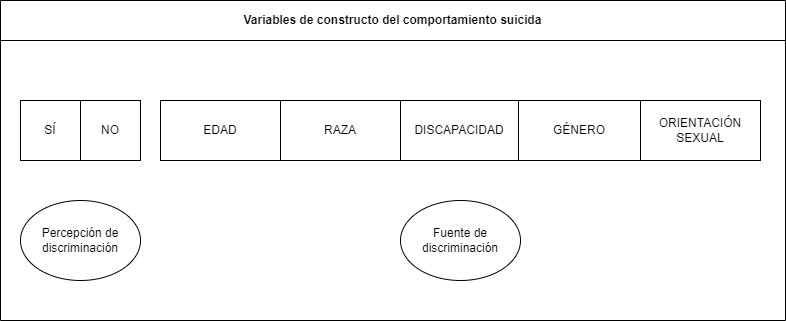 Variables de constructo del comportamiento suicida
SÍ NO EDAD RAZA DISCAPACIDAD GÉNERO ORIENTACIÓN
SEXUAL
Percepción de
discriminación
Fuente de
discriminación